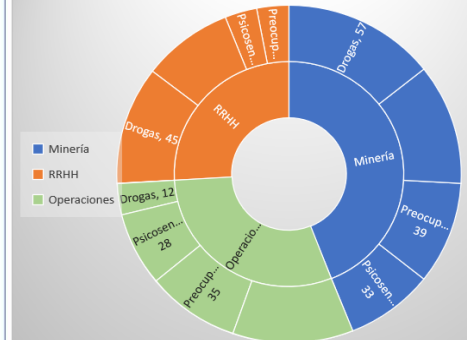 Minería
RRHH
Operaciones
Drogas, 57
Preocup...
39
Psicosen...
33
Minería
Operacio...
Preocup...
35
Psicosen...
28
Drogas, 12
RRHH
Drogas, 45
Psicosen...
Preocup...